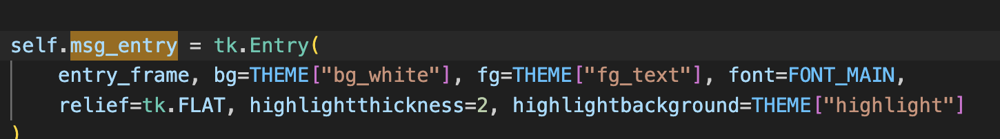 self.msg_entry = tk.Entry(
    entry_frame, bg=THEME["bg_white"], fg=THEME["fg_text"], font=FONT_MAIN,
    relief=tk.FLAT, highlightthickness=2, highlightbackground=THEME["highlight"]
)